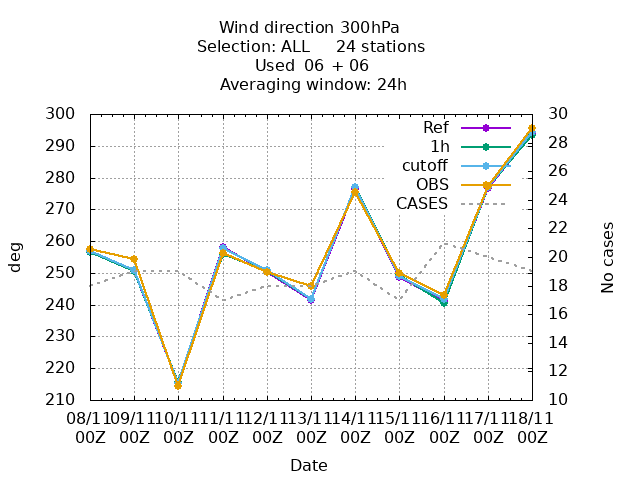 Wind direction 300hPa
Selection: ALL 24 stations
Used 06 + 06
Averaging window: 24h
300
290
280
270
260
250
240
230
220
210
deg
30
28
26
24
22
20
18
16
14
12
10
No cases
Ref
1h
cutoff
OBS
CASES
08/11 09/11 10/11 11/11 12/11 13/11 14/11 15/11 16/11 17/11 18/11
00Z 00Z 00Z 00Z 00Z 00Z 00Z 00Z 00Z 00Z 00Z
Date